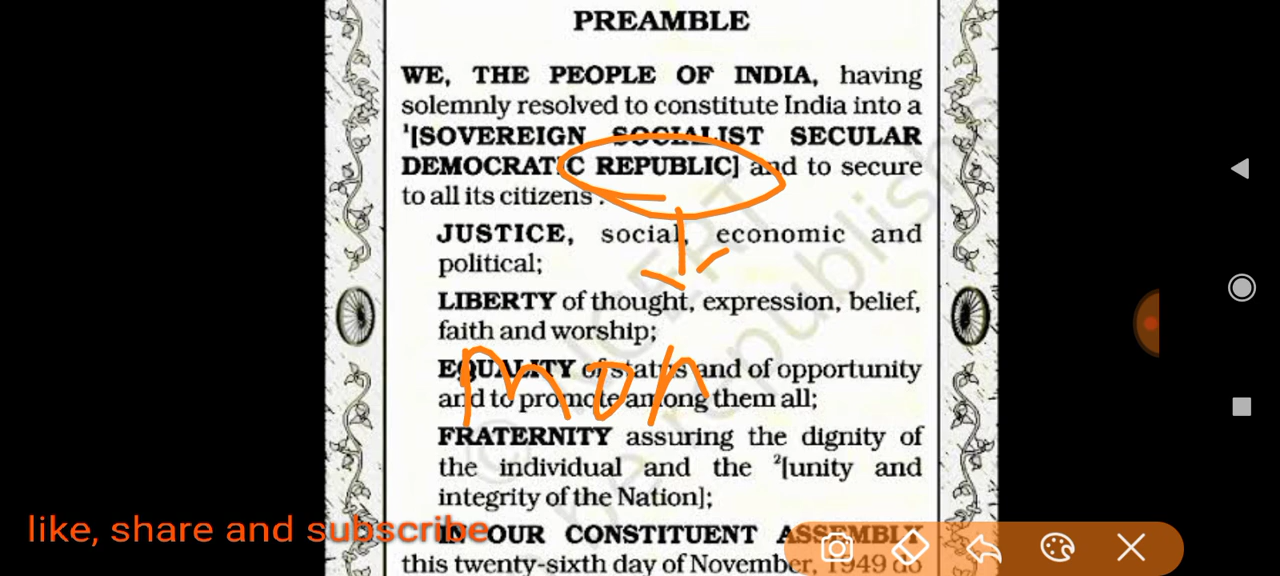 PREAMBLE
WE, THE PEOPLE OF INDIA, having
solemnly resolved to constitute India into a
¹[SOVEREIGN SOCIALIST SECULAR
DEMOCRATIC REPUBLIC] and to secure
to all its citizens :
JUSTICE, social, economic and
political;
LIBERTY of thought, expression, belief,
faith and worship;
EQUALITY of status and of opportunity
and to promote among them all;
mon
FRATERNITY assuring the dignity of
the individual and the ²[unity and
integrity of the Nation];
like, share and subscribe
IN OUR CONSTITUENT ASSEMBLY
this twenty-sixth day of November, 1949 do
© NCERT
republish